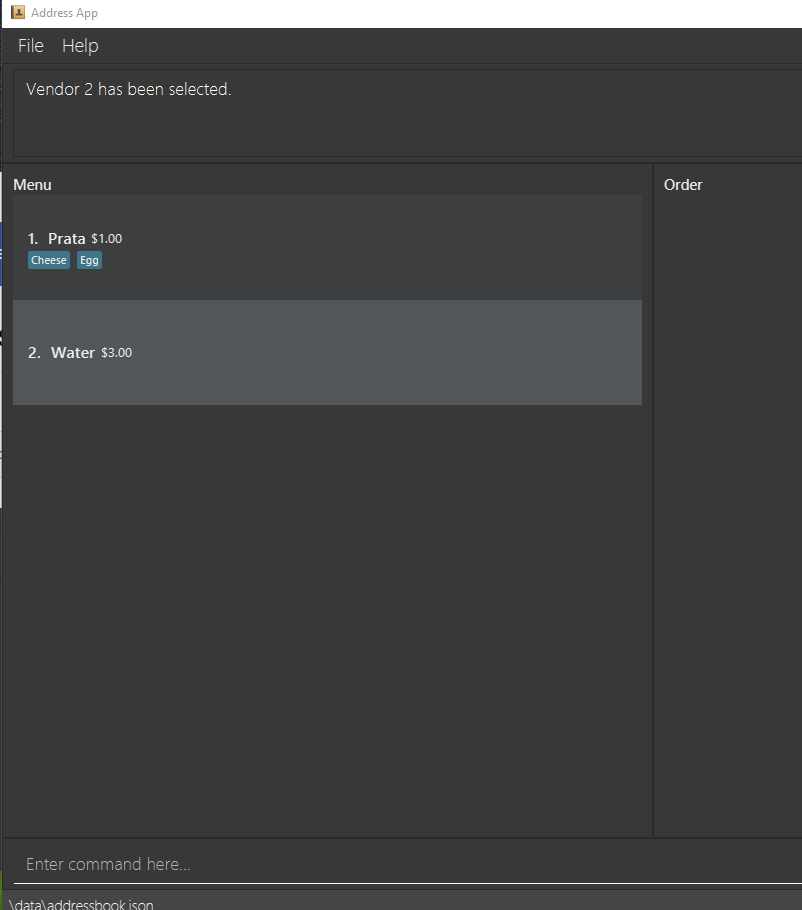 Address App
File Help
Vendor 2 has been selected.
Menu
Order
1. Prata $1.00
Cheese Egg
2. Water $3.00
Enter command here...
\data\addressbook.json